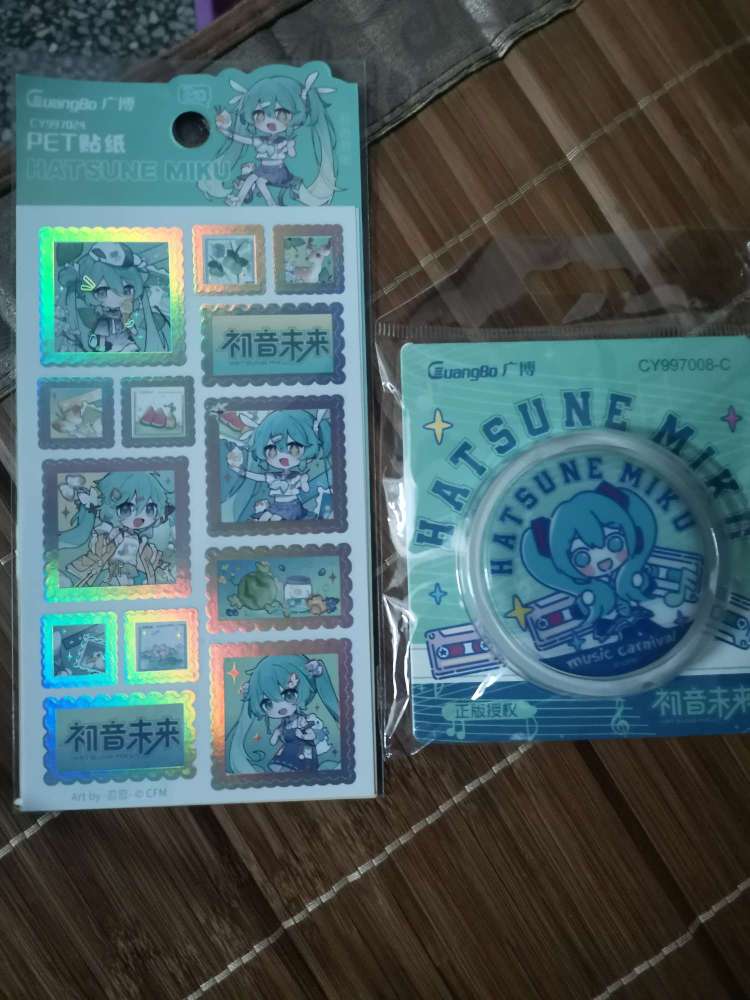 GuangBo 广博
CY997024
PET贴纸
HATSUNE MIKU
初音未来
初音未来
Art by
© CFM
GuangBo 广博
CY997008-C
HATSUNE MIKU
HATSUNE MIKU
music carnival
正版授权
初音未来